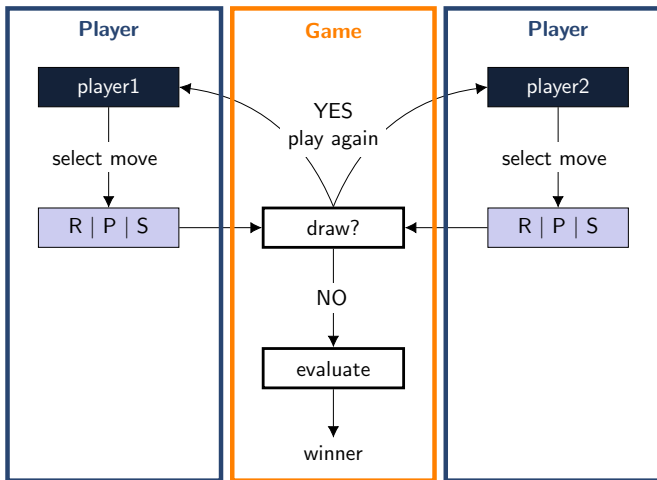 Player
Game
Player
player1
player2
YES
play again
select move
select move
R | P | S
draw?
R | P | S
NO
evaluate
winner